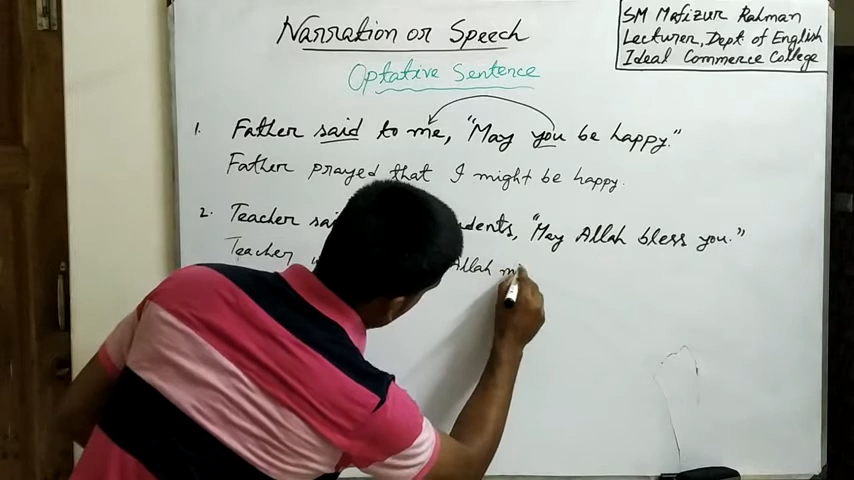 Narration or Speech
SM Mafizur Rahman
Lecturer, Dept of English
Ideal Commerce College
Optative Sentence
1. Father said to me, "May you be happy."
Father prayed that I might be happy.
2. Teacher said "May Allah bless you."
Teacher Allah